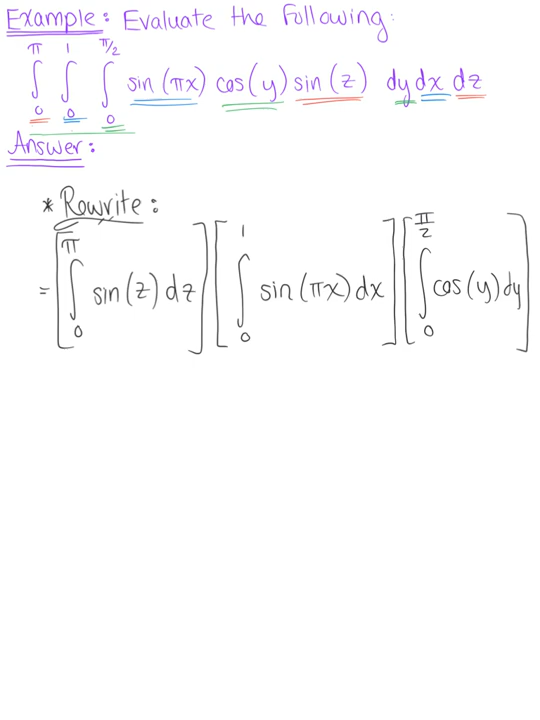 Example: Evaluate the Following:
∫₀^π ∫₀^1 ∫₀^{π/2} sin(πx) cos(y) sin(z) dy dx dz
Answer:
* Rewrite:
= [∫₀^π sin(z) dz] [∫₀^1 sin(πx) dx] [∫₀^{π/2} cos(y) dy]